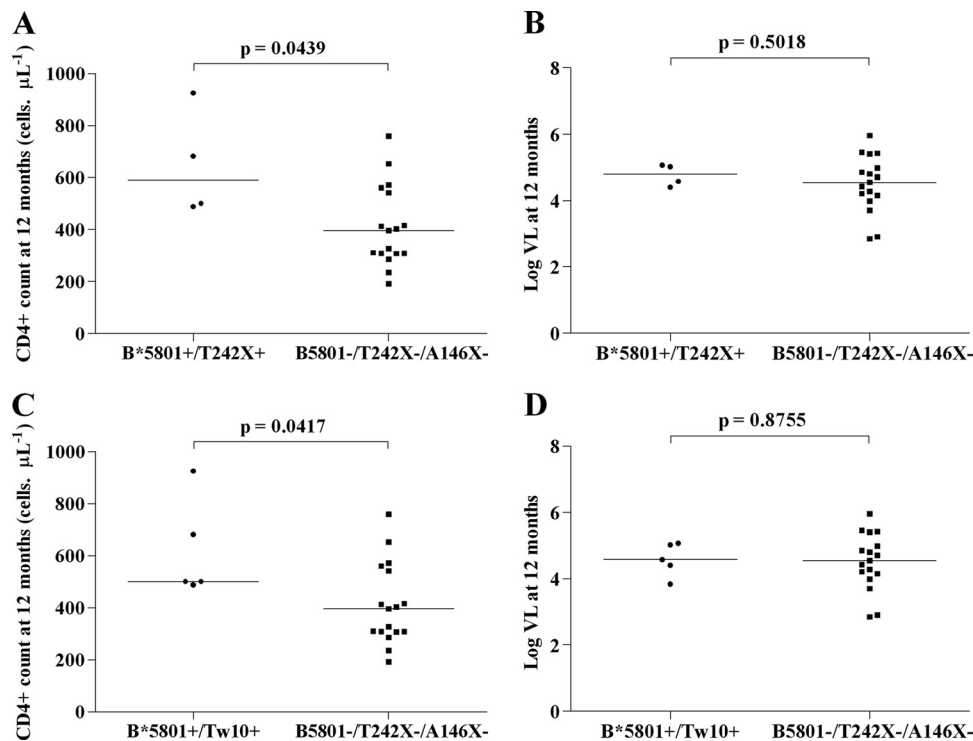 A
B
p = 0.0439
p = 0.5018
CD4+ count at 12 months (cells. μL-1)
1000
800
600
400
200
0
B*5801+/T242X+
B5801-/T242X-/A146X-
Log VL at 12 months
8
6
4
2
0
B*5801+/T242X+
B5801-/T242X-/A146X-
C
D
p = 0.0417
p = 0.8755
CD4+ count at 12 months (cells. μL-1)
1000
800
600
400
200
0
B*5801+/Tw10+
B5801-/T242X-/A146X-
Log VL at 12 months
8
6
4
2
0
B*5801+/Tw10+
B5801-/T242X-/A146X-